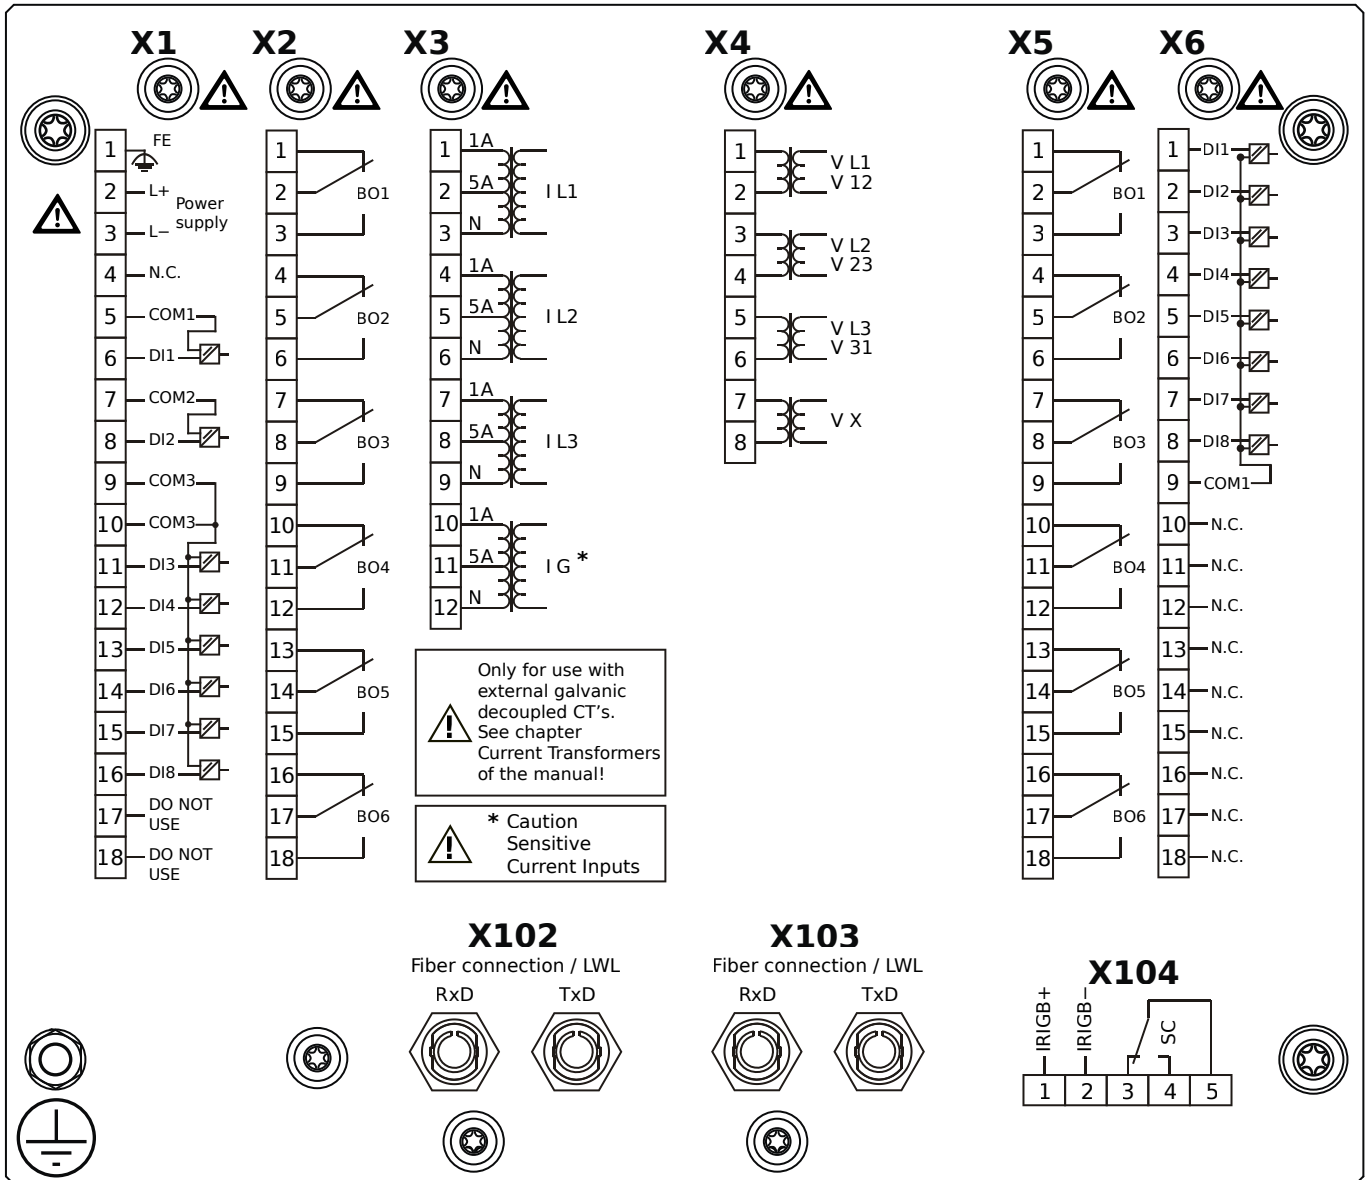 X1 X2 X3 X4 X5 X6
1 FE
2 L+ Power supply
3 L−
4 N.C.
5 COM1
6 DI1
7 COM2
8 DI2
9 COM3
10 COM3
11 DI3
12 DI4
13 DI5
14 DI6
15 DI7
16 DI8
17 DO NOT USE
18 DO NOT USE
1
2 BO1
3
4
5 BO2
6
7
8 BO3
9
10
11 BO4
12
13
14 BO5
15
16
17 BO6
18
1 1A
2 5A I L1
3 N
4 1A
5 5A I L2
6 N
7 1A
8 5A I L3
9 N
10 1A
11 5A I G *
12 N
Only for use with
external galvanic
decoupled CT's.
See chapter
Current Transformers
of the manual!
* Caution
Sensitive
Current Inputs
1 V L1
2 V 12
3 V L2
4 V 23
5 V L3
6 V 31
7 V X
8
1
2 BO1
3
4
5 BO2
6
7
8 BO3
9
10
11 BO4
12
13
14 BO5
15
16
17 BO6
18
1 DI1
2 DI2
3 DI3
4 DI4
5 DI5
6 DI6
7 DI7
8 DI8
9 COM1
10 N.C.
11 N.C.
12 N.C.
13 N.C.
14 N.C.
15 N.C.
16 N.C.
17 N.C.
18 N.C.
X102
Fiber connection / LWL
RxD TxD
X103
Fiber connection / LWL
RxD TxD
X104
IRIGB+
IRIGB−
SC
1 2 3 4 5